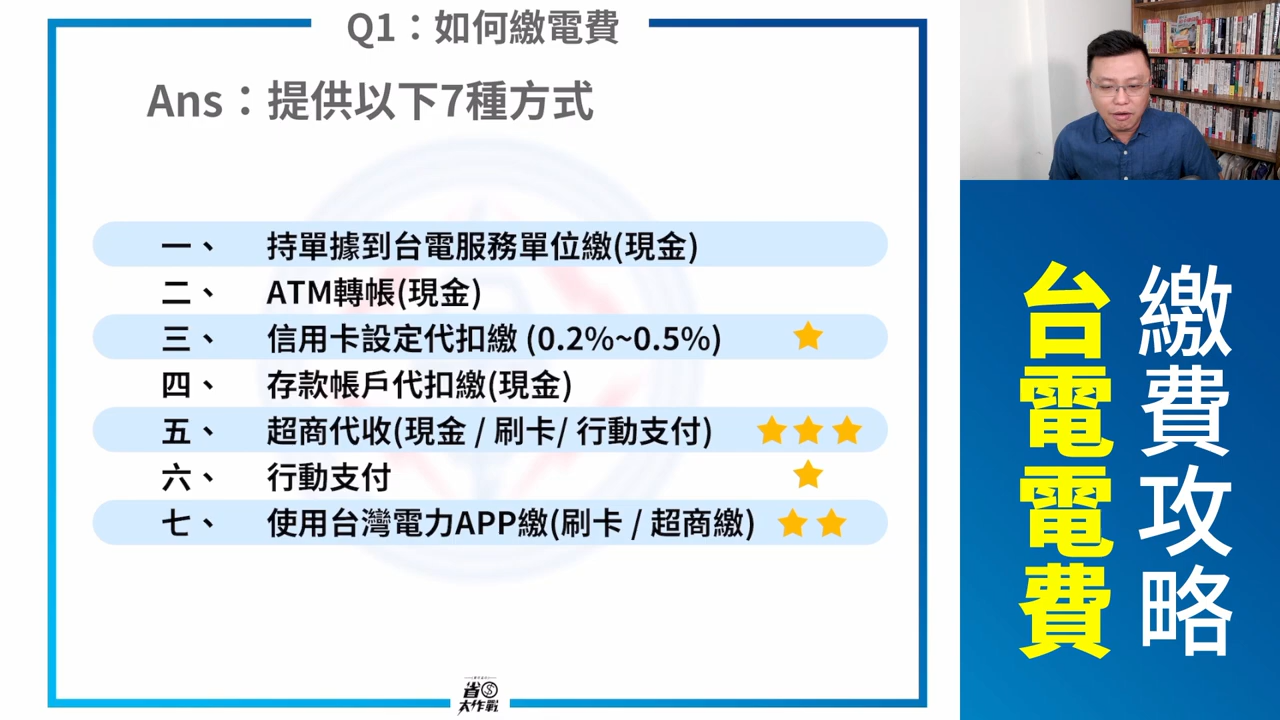 Q1：如何繳電費
Ans：提供以下7種方式
一、 持單據到台電服務單位繳(現金)
二、 ATM轉帳(現金)
三、 信用卡設定代扣繳 (0.2%~0.5%)
四、 存款帳戶代扣繳(現金)
五、 超商代收(現金 / 刷卡/ 行動支付)
六、 行動支付
七、 使用台灣電力APP繳(刷卡 / 超商繳)
省
大作戰
繳費攻略
台電電費